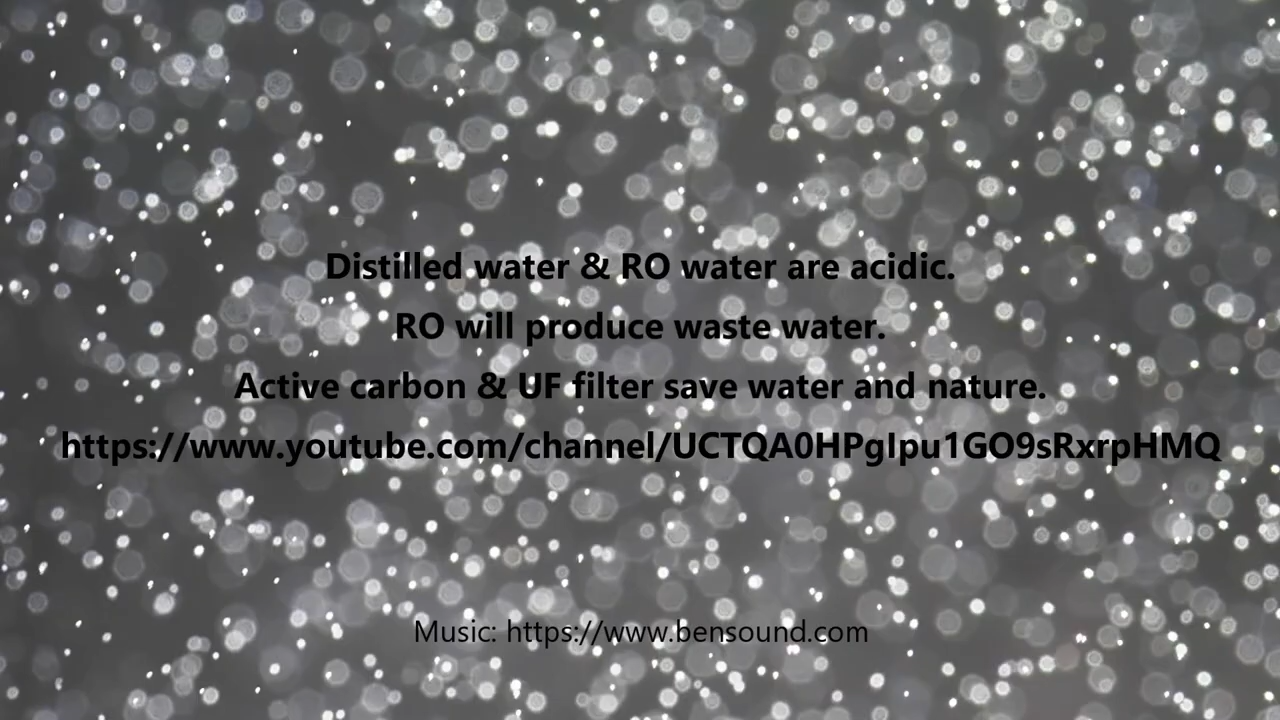 Distilled water & RO water are acidic.
RO will produce waste water.
Active carbon & UF filter save water and nature.
https://www.youtube.com/channel/UCTQA0HPgIpu1GO9sRxrpHMQ
Music: https://www.bensound.com